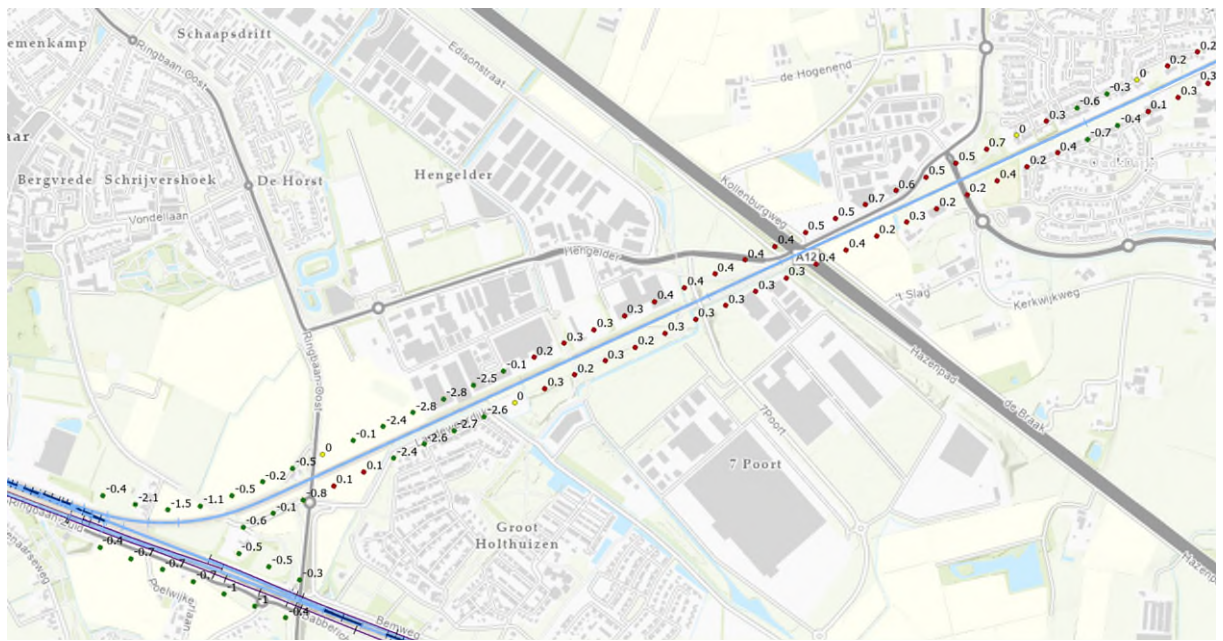 emenkamp
Ringbaan-Oost
Schaapsdrift
Edisonstraat
de Hogenend
aar
Bergvrede Schrijvershoek
De Horst
Hengelder
Vondellaan
Kollenburgweg
Hengelder
A12
't Slag
Kerkwijkweg
Ringbaan-Oost
Hazenpad
de Braak
7Poort
7 Poort
Hazenpad
Groot
Holthuizen
Ringbaan-Zuid
enaarseweg
Poelwijkerlaan
Babberich
Bemweg
0.2
0.2
0
-0.3
-0.6
0.3
0
0.7
0.5
0.5
0.6
0.7
0.5
0.5
0.4
0.4
0.4
0.4
0.4
0.3
0.3
0.3
0.2
-0.1
-2.5
-2.8
-2.8
-2.4
-0.1
0
-0.5
-0.2
-0.5
-1.1
-1.5
-2.1
-0.4
0.3
0.3
0.1
-0.4
-0.7
0.4
0.2
0.4
0.2
0.2
0.3
0.2
0.4
0.4
0.3
0.3
0.3
0.3
0.3
0.2
0.3
0.2
0.3
0
-2.6
-2.7
-2.6
-2.4
0.1
0.1
-0.8
-0.1
-0.6
-0.5
-0.5
-0.3
-0.4
-0.7
-0.7
-0.7
-1
-1
-0.4